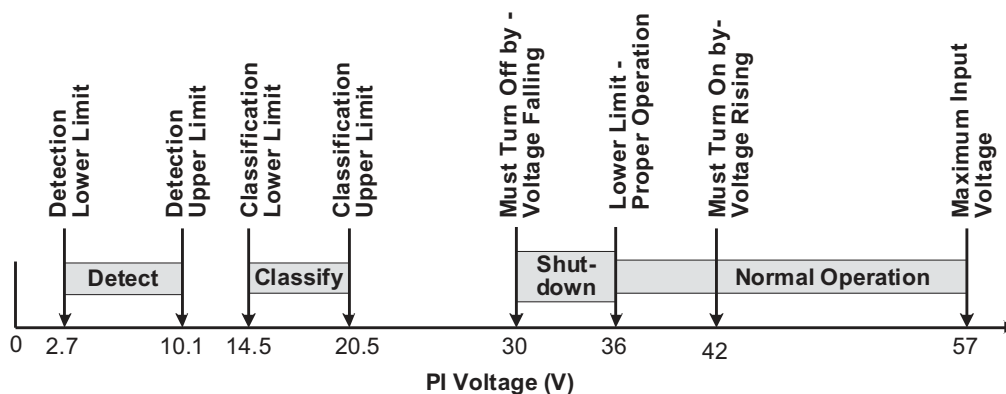 Detection
Lower Limit
Detection
Upper Limit
Classification
Lower Limit
Classification
Upper Limit
Must Turn Off by -
Voltage Falling
Lower Limit -
Proper Operation
Must Turn On by-
Voltage Rising
Maximum Input
Voltage
Detect
Classify
Shut-
down
Normal Operation
0
2.7
10.1
14.5
20.5
30
36
42
57
PI Voltage (V)